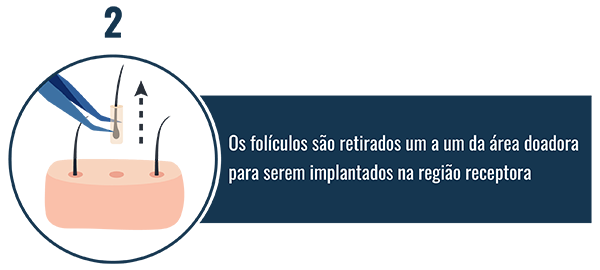 2
Os folículos são retirados um a um da área doadora
para serem implantados na região receptora